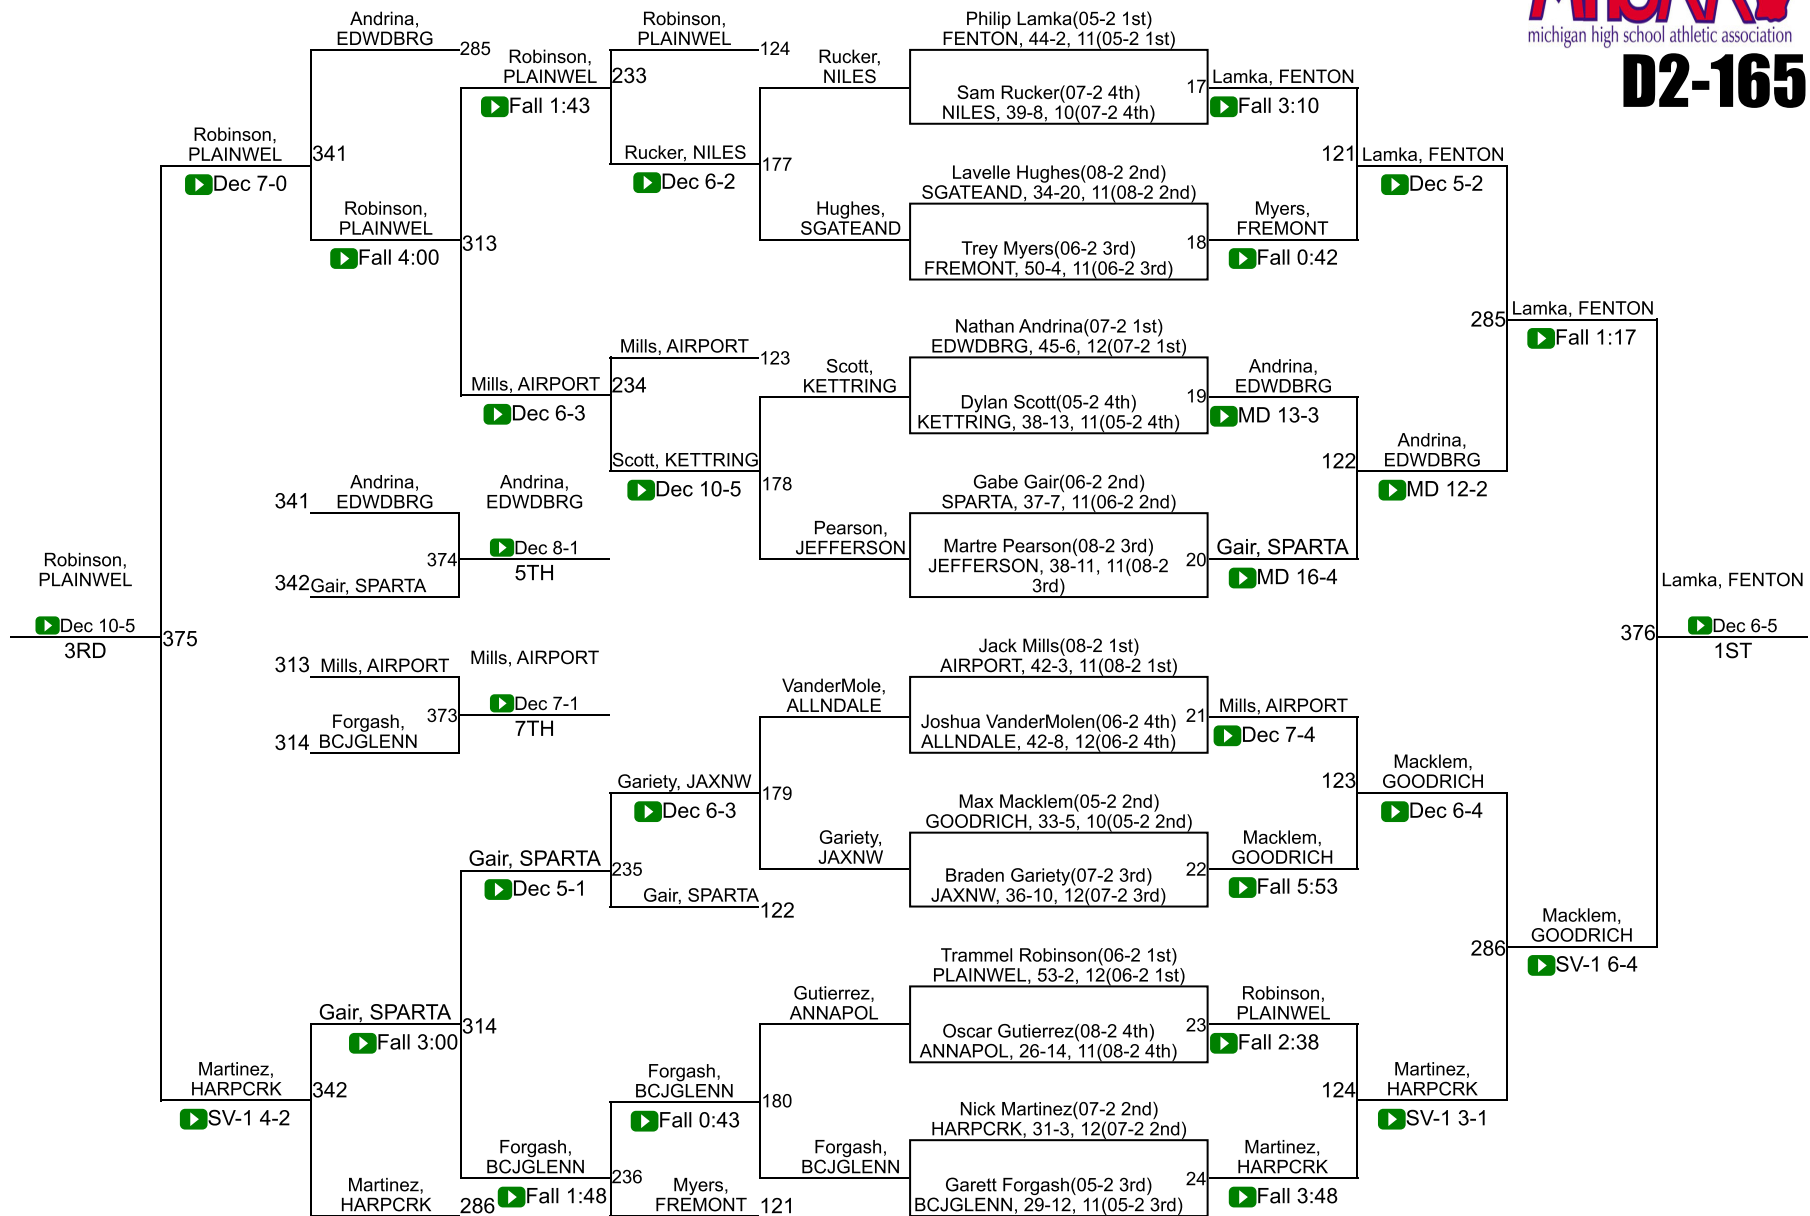 michigan high school athletic association
D2-165
Andrina,
EDWDBRG
285
Robinson,
PLAINWEL
Fall 1:43
Robinson,
PLAINWEL
124
233
Rucker, NILES
Dec 6-2
177
Robinson,
PLAINWEL
Dec 7-0
341
Robinson,
PLAINWEL
Fall 4:00
313
Mills, AIRPORT
123
Mills, AIRPORT
Dec 6-3
234
Scott, KETTRING
Dec 10-5
178
341
Andrina,
EDWDBRG
342
Gair, SPARTA
374
Andrina,
EDWDBRG
Dec 8-1
5TH
Robinson,
PLAINWEL
Dec 10-5
3RD
375
313
Mills, AIRPORT
314
Forgash,
BCJGLENN
373
Mills, AIRPORT
Dec 7-1
7TH
Gariety, JAXNW
Dec 6-3
179
Gair, SPARTA
Dec 5-1
235
Gair, SPARTA
122
Gair, SPARTA
Fall 3:00
314
Martinez,
HARPCRK
SV-1 4-2
342
Forgash,
BCJGLENN
Fall 0:43
180
Forgash,
BCJGLENN
Fall 1:48
236
Martinez,
HARPCRK
286
Myers,
FREMONT
121
Rucker,
NILES
Hughes,
SGATEAND
Scott,
KETTRING
Pearson,
JEFFERSON
VanderMole,
ALLNDALE
Gariety,
JAXNW
Gutierrez,
ANNAPOL
Forgash,
BCJGLENN
Philip Lamka(05-2 1st)
FENTON, 44-2, 11(05-2 1st)
Sam Rucker(07-2 4th)
NILES, 39-8, 10(07-2 4th)
17
Lavelle Hughes(08-2 2nd)
SGATEAND, 34-20, 11(08-2 2nd)
Trey Myers(06-2 3rd)
FREMONT, 50-4, 11(06-2 3rd)
18
Nathan Andrina(07-2 1st)
EDWDBRG, 45-6, 12(07-2 1st)
Dylan Scott(05-2 4th)
KETTRING, 38-13, 11(05-2 4th)
19
Gabe Gair(06-2 2nd)
SPARTA, 37-7, 11(06-2 2nd)
Martre Pearson(08-2 3rd)
JEFFERSON, 38-11, 11(08-2
3rd)
20
Jack Mills(08-2 1st)
AIRPORT, 42-3, 11(08-2 1st)
Joshua VanderMolen(06-2 4th)
ALLNDALE, 42-8, 12(06-2 4th)
21
Max Macklem(05-2 2nd)
GOODRICH, 33-5, 10(05-2 2nd)
Braden Gariety(07-2 3rd)
JAXNW, 36-10, 12(07-2 3rd)
22
Trammel Robinson(06-2 1st)
PLAINWEL, 53-2, 12(06-2 1st)
Oscar Gutierrez(08-2 4th)
ANNAPOL, 26-14, 11(08-2 4th)
23
Nick Martinez(07-2 2nd)
HARPCRK, 31-3, 12(07-2 2nd)
Garett Forgash(05-2 3rd)
BCJGLENN, 29-12, 11(05-2 3rd)
24
Lamka, FENTON
Fall 3:10
Myers,
FREMONT
Fall 0:42
121
Lamka, FENTON
Dec 5-2
Andrina,
EDWDBRG
MD 13-3
Gair, SPARTA
MD 16-4
122
Andrina,
EDWDBRG
MD 12-2
285
Lamka, FENTON
Fall 1:17
Mills, AIRPORT
Dec 7-4
Macklem,
GOODRICH
Fall 5:53
123
Macklem,
GOODRICH
Dec 6-4
Robinson,
PLAINWEL
Fall 2:38
Martinez,
HARPCRK
Fall 3:48
124
Martinez,
HARPCRK
SV-1 3-1
286
Macklem,
GOODRICH
SV-1 6-4
376
Lamka, FENTON
Dec 6-5
1ST